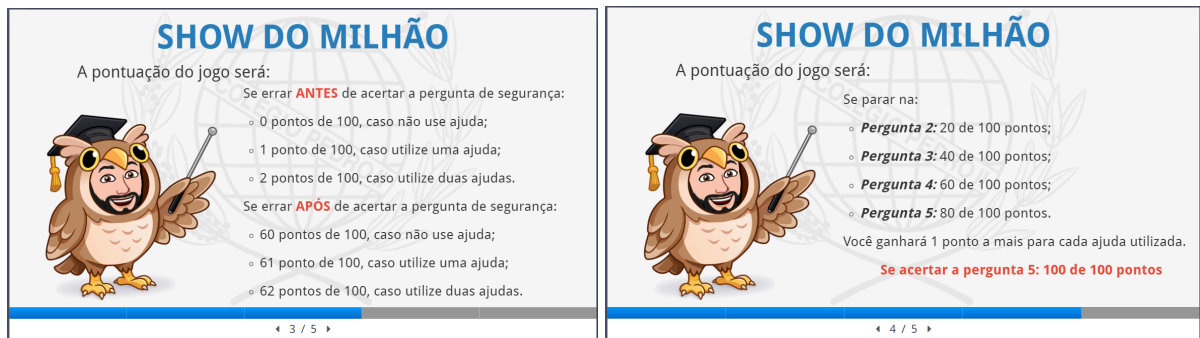 SHOW DO MILHÃO
A pontuação do jogo será:
Se errar ANTES de acertar a pergunta de segurança:
0 pontos de 100, caso não use ajuda;
1 ponto de 100, caso utilize uma ajuda;
2 pontos de 100, caso utilize duas ajudas.
Se errar APÓS de acertar a pergunta de segurança:
60 pontos de 100, caso não use ajuda;
61 ponto de 100, caso utilize uma ajuda;
62 pontos de 100, caso utilize duas ajudas.
3 / 5
SHOW DO MILHÃO
A pontuação do jogo será:
Se parar na:
Pergunta 2: 20 de 100 pontos;
Pergunta 3: 40 de 100 pontos;
Pergunta 4: 60 de 100 pontos;
Pergunta 5: 80 de 100 pontos.
Você ganhará 1 ponto a mais para cada ajuda utilizada.
Se acertar a pergunta 5: 100 de 100 pontos
4 / 5